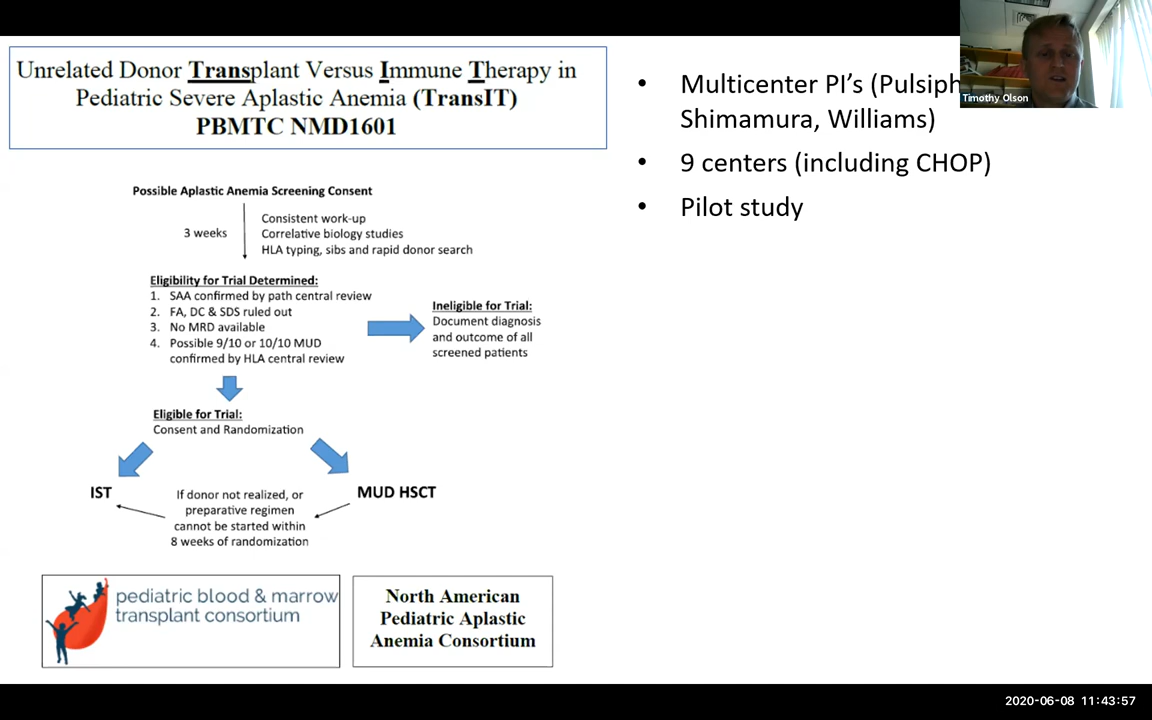 Unrelated Donor Transplant Versus Immune Therapy in
Pediatric Severe Aplastic Anemia (TransIT)
PBMTC NMD1601
Possible Aplastic Anemia Screening Consent
3 weeks
Consistent work-up
Correlative biology studies
HLA typing, sibs and rapid donor search
Eligibility for Trial Determined:
1. SAA confirmed by path central review
2. FA, DC & SDS ruled out
3. No MRD available
4. Possible 9/10 or 10/10 MUD
confirmed by HLA central review
Ineligible for Trial:
Document diagnosis
and outcome of all
screened patients
Eligible for Trial:
Consent and Randomization
IST
If donor not realized, or
preparative regimen
cannot be started within
8 weeks of randomization
MUD HSCT
pediatric blood & marrow
transplant consortium
North American
Pediatric Aplastic
Anemia Consortium
• Multicenter PI's (Pulsiph
Shimamura, Williams)
• 9 centers (including CHOP)
• Pilot study
Timothy Olson
2020-06-08 11:43:57